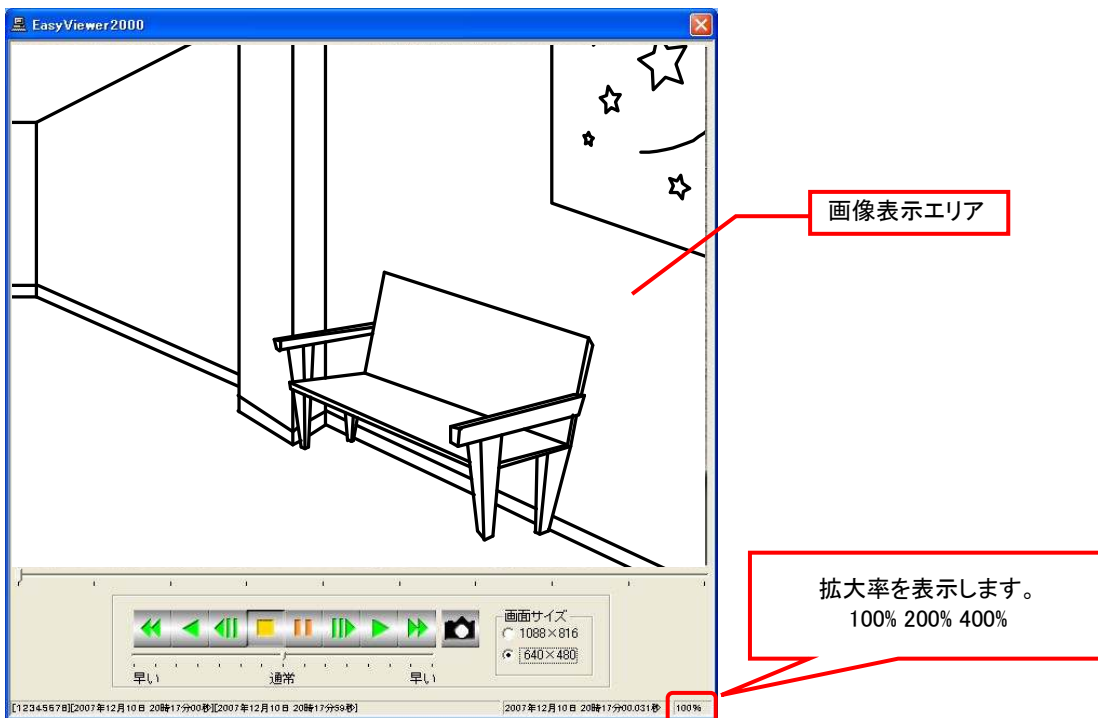 EasyViewer2000
画像表示エリア
拡大率を表示します。
100% 200% 400%
画面サイズ
1088×816
640×480
早い 通常 早い
[12345678][2007年12月10日 20時17分00秒][2007年12月10日 20時17分59秒] 2007年12月10日 20時17分00.031秒 100%